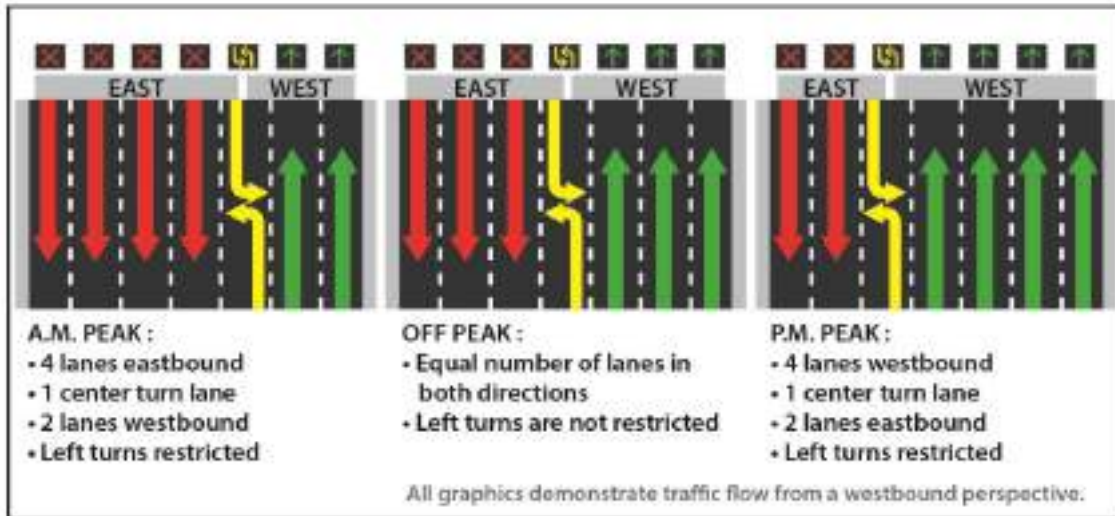 EAST WEST
EAST WEST
EAST WEST
A.M. PEAK :
• 4 lanes eastbound
• 1 center turn lane
• 2 lanes westbound
• Left turns restricted
OFF PEAK :
• Equal number of lanes in
both directions
• Left turns are not restricted
P.M. PEAK :
• 4 lanes westbound
• 1 center turn lane
• 2 lanes eastbound
• Left turns restricted
All graphics demonstrate traffic flow from a westbound perspective.